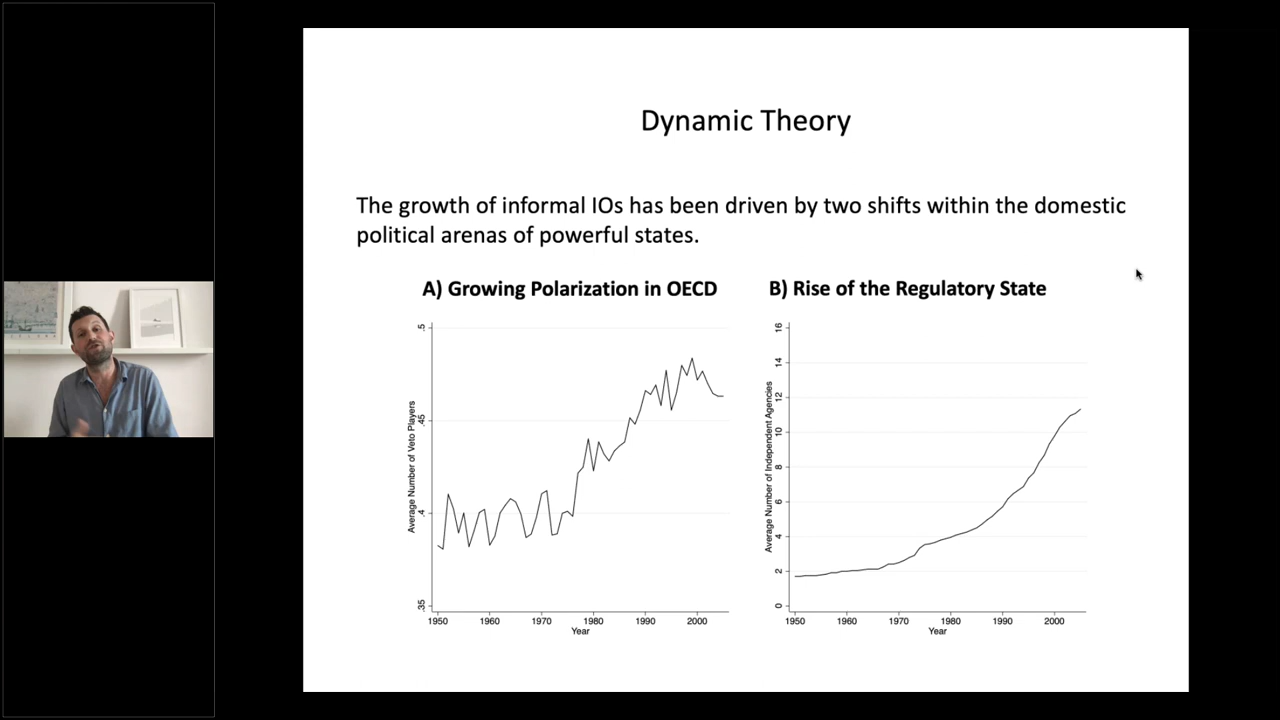 Dynamic Theory
The growth of informal IOs has been driven by two shifts within the domestic
political arenas of powerful states.
A) Growing Polarization in OECD
B) Rise of the Regulatory State
Average Number of Veto Players
.5
.45
.4
.35
1950 1960 1970 1980 1990 2000
Year
Average Number of Independent Agencies
16
14
12
10
8
6
4
2
0
1950 1960 1970 1980 1990 2000
Year